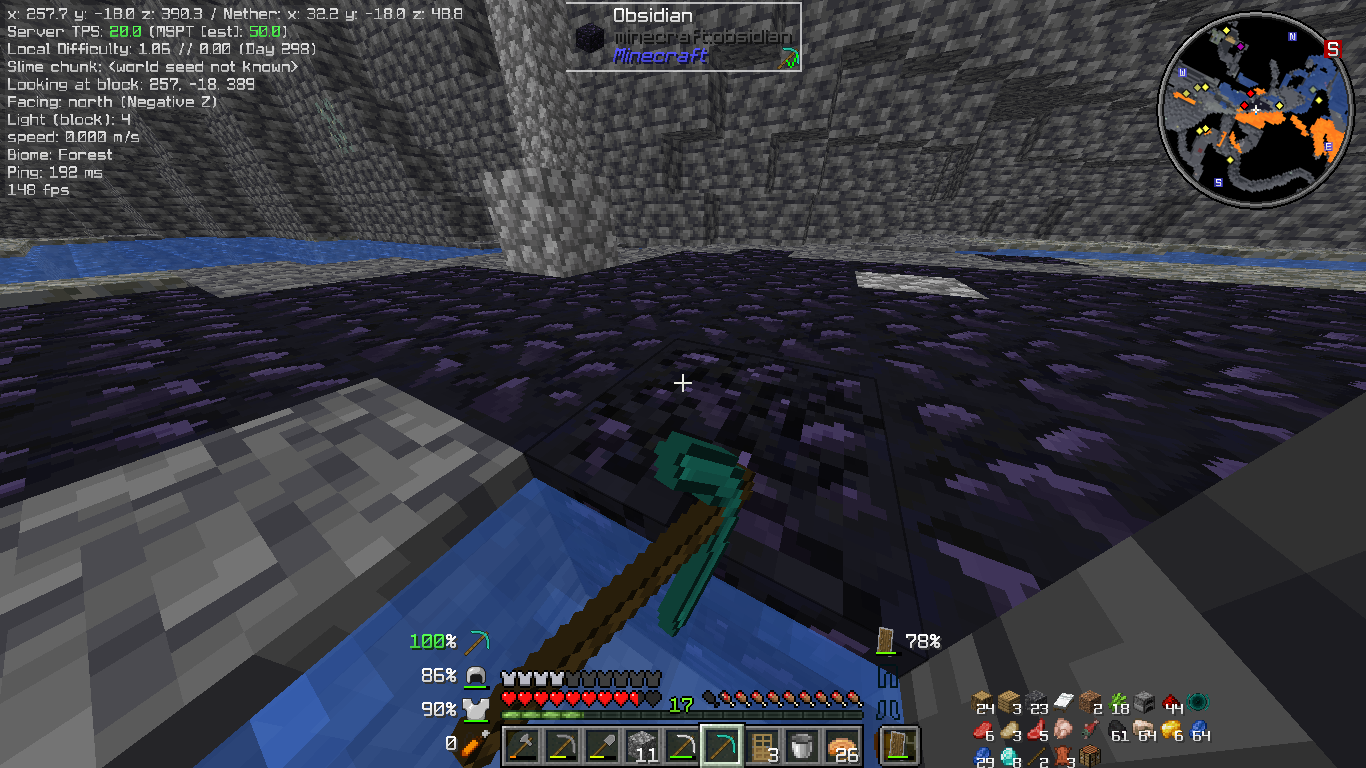 x: 257.7 y: -18.0 z: 390.3 / Nether: x: 32.2 y: -18.0 z: 48.8
Server TPS: 20.0 (MSPT [est]: 50.0)
Local Difficulty: 1.06 // 0.00 (Day 298)
Slime chunk: <world seed not known>
Looking at block: 257, -18, 389
Facing: north (Negative Z)
Light (block): 4
speed: 0.000 m/s
Biome: Forest
Ping: 192 ms
148 fps
Obsidian
minecraft:obsidian
Minecraft
N
S
W
E
S
100%
78%
86%
90%
17
0
11
3
26
24 3 23 2 18 44
6 3 5 61 64 6 64
29 8 2 3